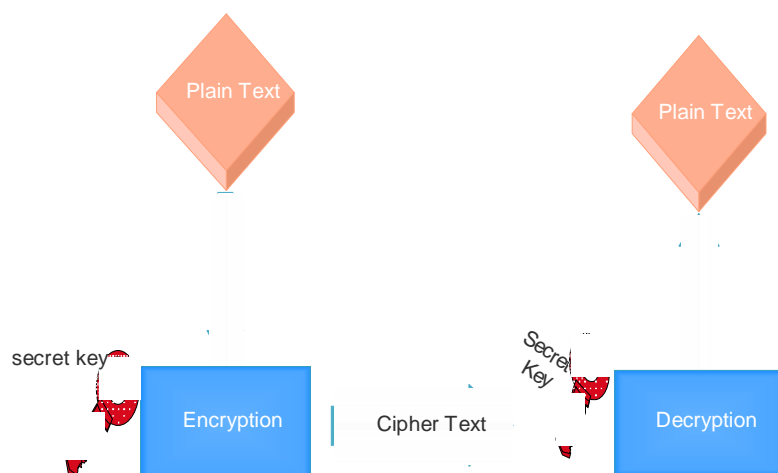 Plain Text
Plain Text
secret key
Secret
Key
Encryption
Cipher Text
Decryption